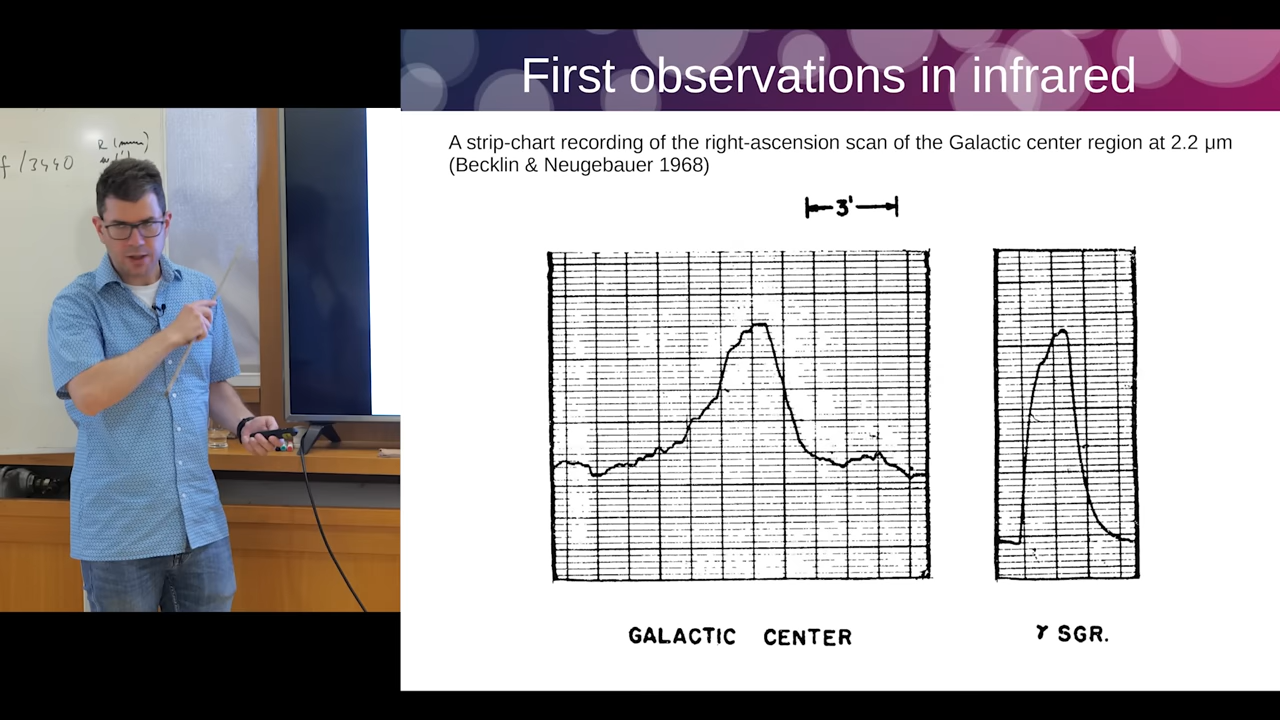 First observations in infrared
A strip-chart recording of the right-ascension scan of the Galactic center region at 2.2 μm
(Becklin & Neugebauer 1968)
3'
GALACTIC CENTER
γ SGR.
f /3440